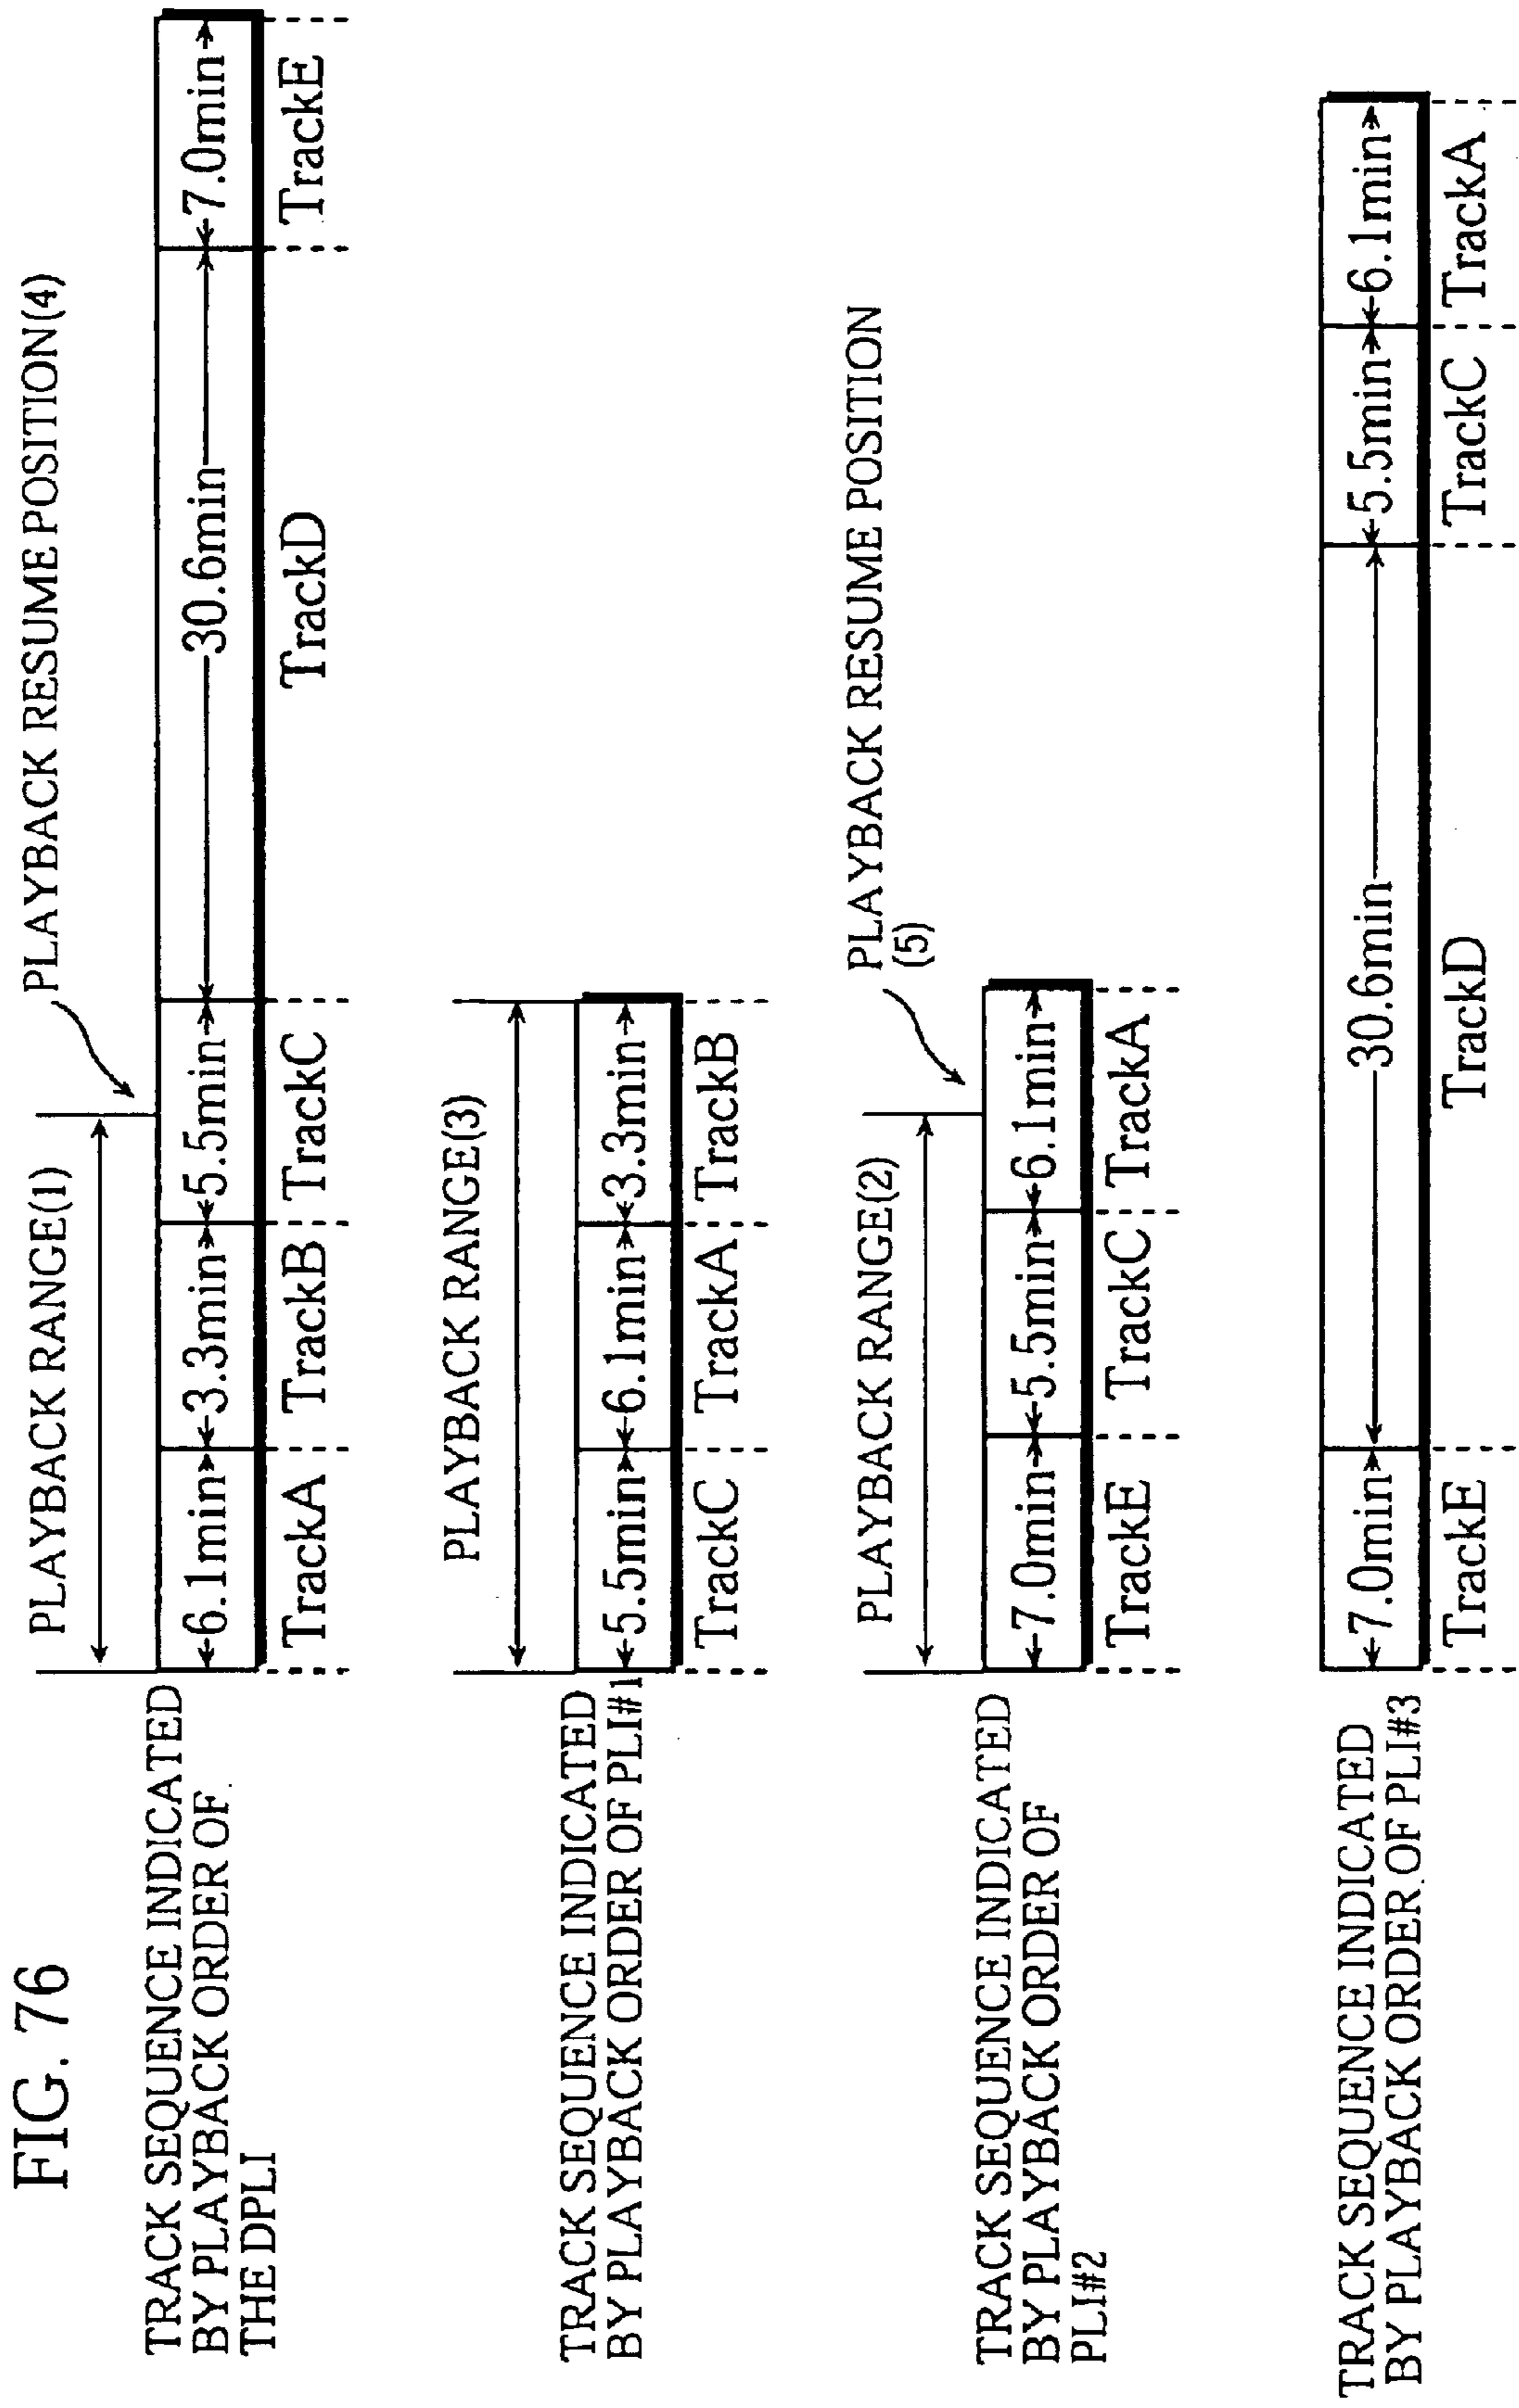 FIG. 76
PLAYBACK RANGE(1)
PLAYBACK RESUME POSITION(4)
TRACK SEQUENCE INDICATED
BY PLAYBACK ORDER OF
THE DPLI
6.1min 3.3min 5.5min 30.6min 7.0min
TrackA TrackB TrackC TrackD TrackE
PLAYBACK RANGE(3)
TRACK SEQUENCE INDICATED
BY PLAYBACK ORDER OF PLI#1
5.5min 6.1min 3.3min
TrackC TrackA TrackB
PLAYBACK RANGE(2)
PLAYBACK RESUME POSITION
(5)
TRACK SEQUENCE INDICATED
BY PLAYBACK ORDER OF
PLI#2
7.0min 5.5min 6.1min
TrackE TrackC TrackA
TRACK SEQUENCE INDICATED
BY PLAYBACK ORDER OF PLI#3
7.0min 30.6min 5.5min 6.1min
TrackE TrackD TrackC TrackA